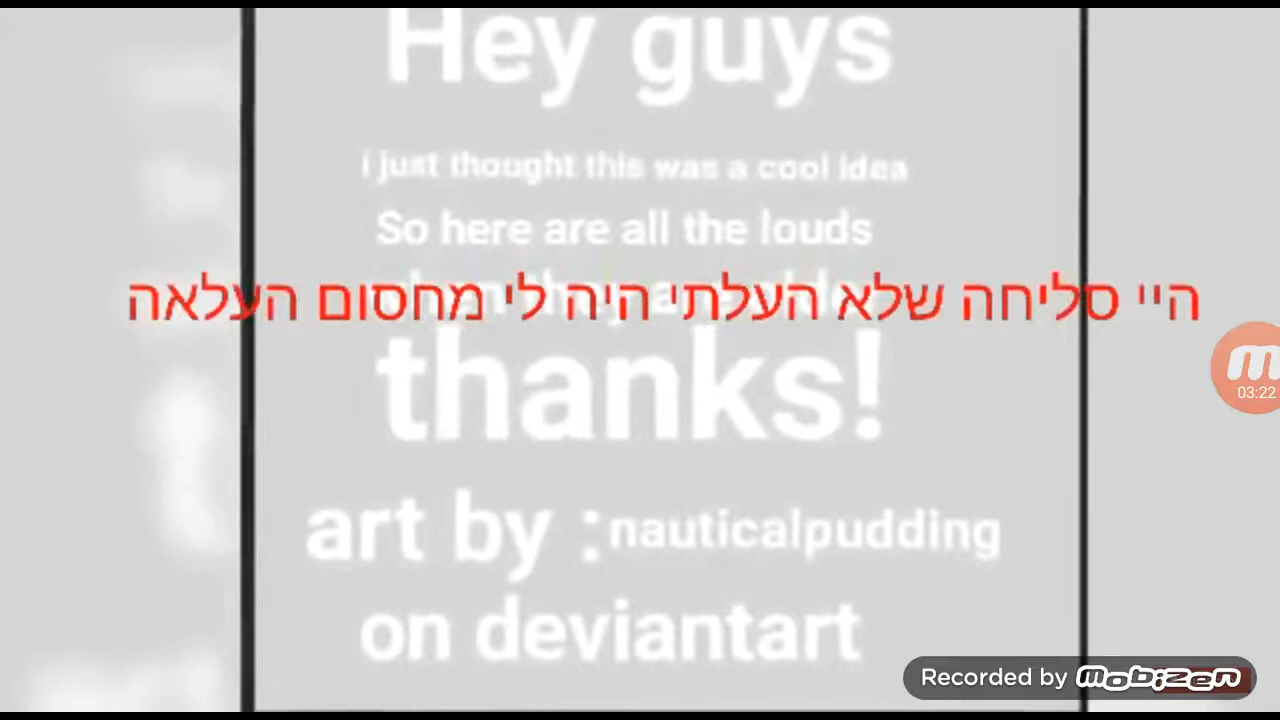 Hey guys
i just thought this was a cool idea
So here are all the louds
היי סליחה שלא העלתי היה לי מחסום העלאה
thanks!
art by :nauticalpudding
on deviantart
03:22
Recorded by mobizen